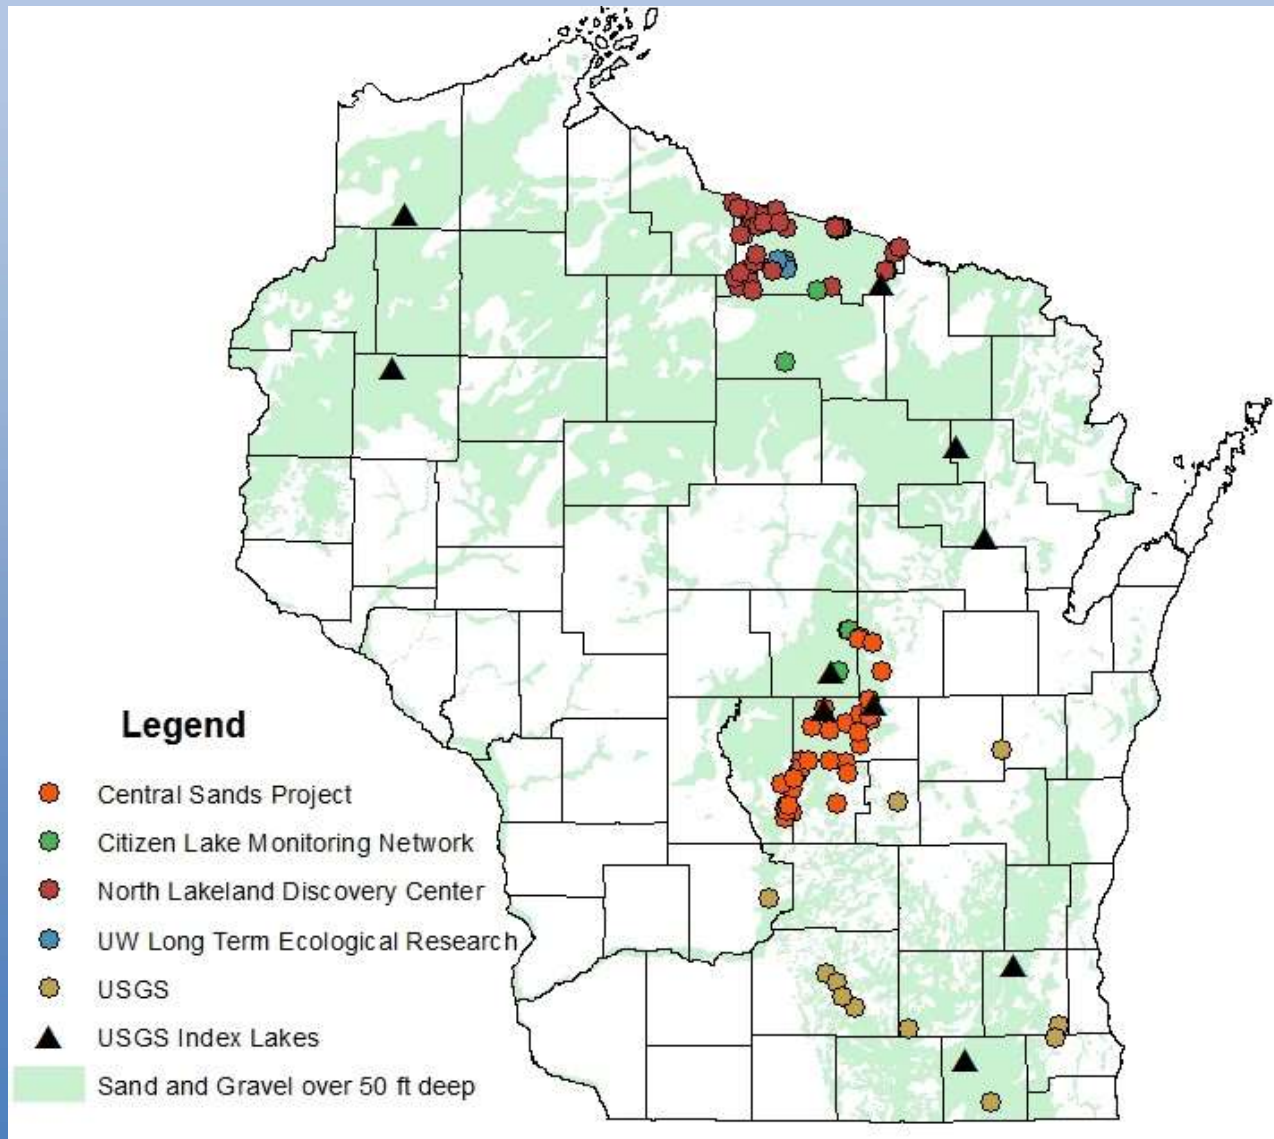 Legend
Central Sands Project
Citizen Lake Monitoring Network
North Lakeland Discovery Center
UW Long Term Ecological Research
USGS
USGS Index Lakes
Sand and Gravel over 50 ft deep